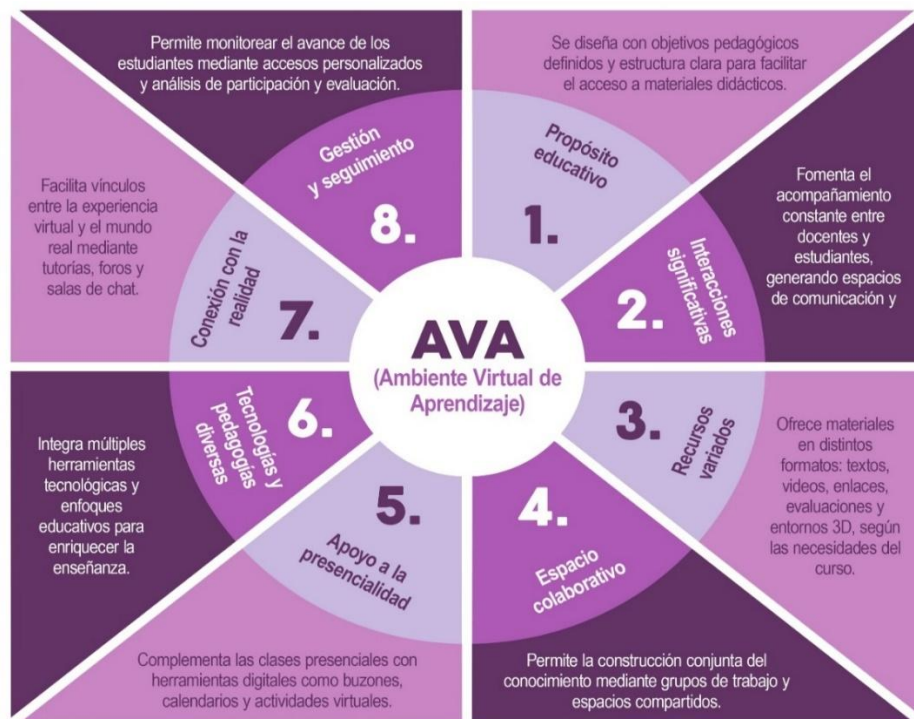 AVA
(Ambiente Virtual de
Aprendizaje)
1.
Propósito
educativo
Se diseña con objetivos pedagógicos
definidos y estructura clara para facilitar
el acceso a materiales didácticos.
2.
Interacciones
significativas
Fomenta el
acompañamiento
constante entre
docentes y
estudiantes,
generando espacios
de comunicación y
3.
Recursos
variados
Ofrece materiales
en distintos
formatos: textos,
videos, enlaces,
evaluaciones y
entornos 3D, según
las necesidades del
curso.
4.
Espacio
colaborativo
Permite la construcción conjunta del
conocimiento mediante grupos de trabajo y
espacios compartidos.
5.
Apoyo a la
presencialidad
Complementa las clases presenciales con
herramientas digitales como buzones,
calendarios y actividades virtuales.
6.
Tecnologías y
pedagogías
diversas
Integra múltiples
herramientas
tecnológicas y
enfoques
educativos para
enriquecer la
enseñanza.
7.
Conexión con la
realidad
Facilita vínculos
entre la experiencia
virtual y el mundo
real mediante
tutorías, foros y
salas de chat.
8.
Gestión
y seguimiento
Permite monitorear el avance de los
estudiantes mediante accesos personalizados
y análisis de participación y evaluación.